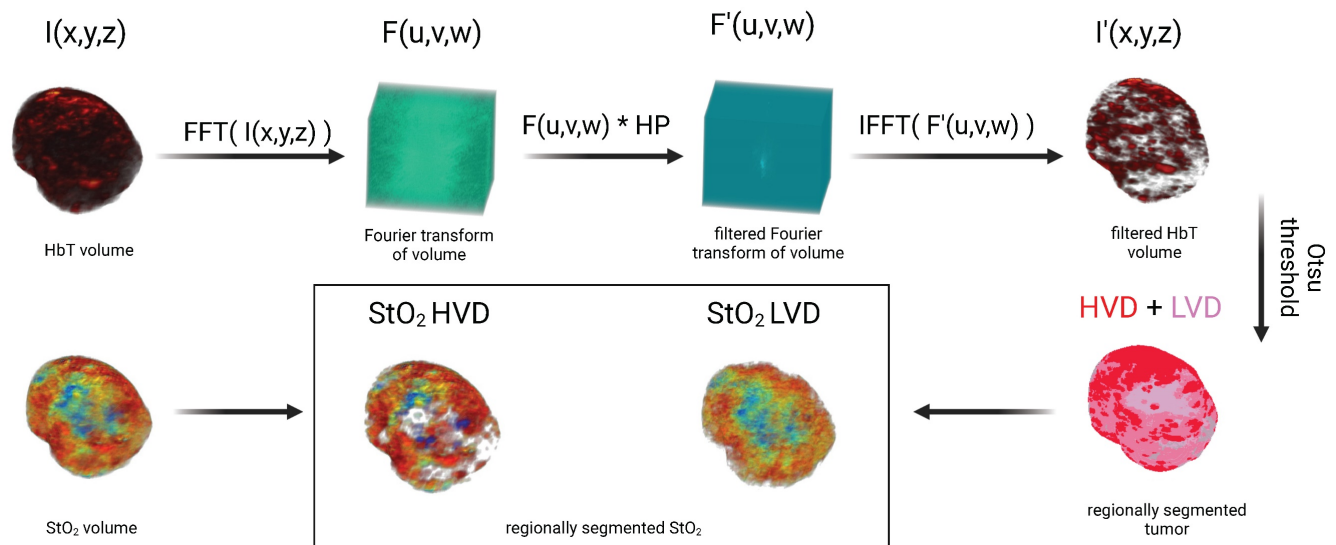 I(x,y,z)
F(u,v,w)
F'(u,v,w)
I'(x,y,z)
FFT( I(x,y,z) )
F(u,v,w) * HP
IFFT( F'(u,v,w) )
HbT volume
Fourier transform
of volume
filtered Fourier
transform of volume
filtered HbT
volume
Otsu
threshold
StO₂ HVD
StO₂ LVD
HVD + LVD
StO₂ volume
regionally segmented StO₂
regionally segmented
tumor